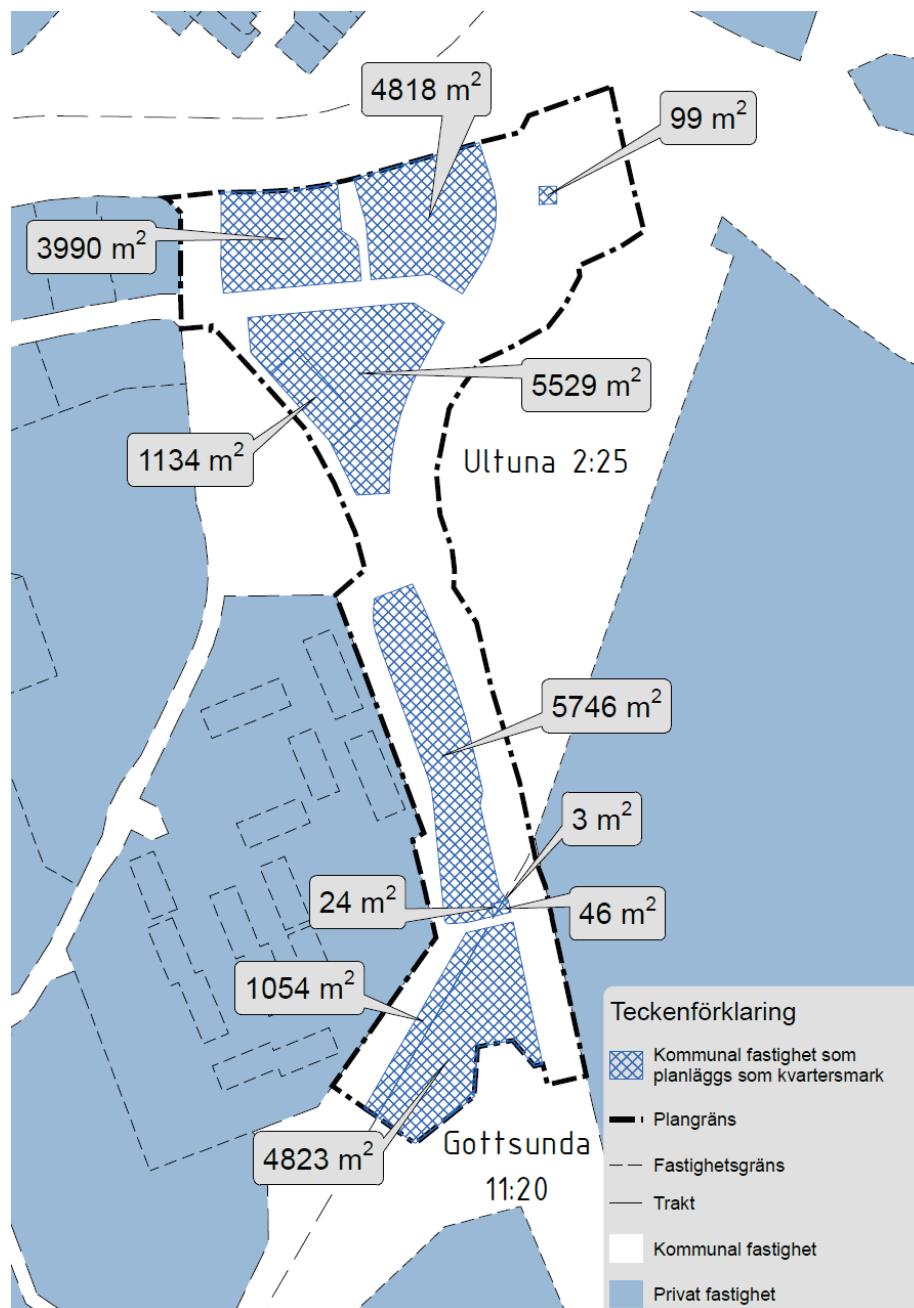 4818 m²
99 m²
3990 m²
5529 m²
1134 m²
Ultuna 2:25
5746 m²
3 m²
24 m²
46 m²
1054 m²
4823 m²
Gottsunda
11:20
Teckenförklaring
Kommunal fastighet som
planläggs som kvartersmark
Plangräns
Fastighetsgräns
Trakt
Kommunal fastighet
Privat fastighet